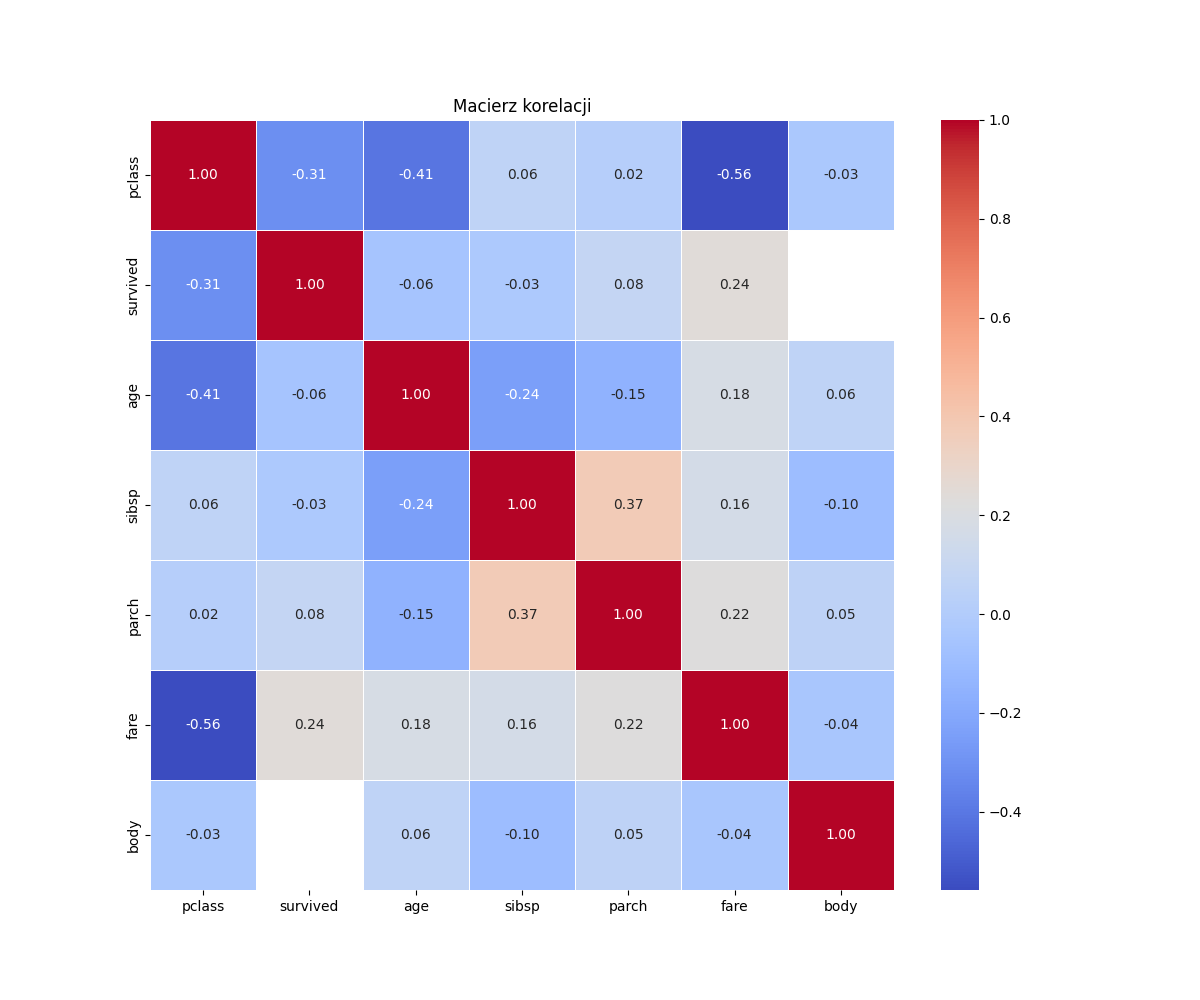 Macierz korelacji
pclass 1.00 -0.31 -0.41 0.06 0.02 -0.56 -0.03
survived -0.31 1.00 -0.06 -0.03 0.08 0.24
age -0.41 -0.06 1.00 -0.24 -0.15 0.18 0.06
sibsp 0.06 -0.03 -0.24 1.00 0.37 0.16 -0.10
parch 0.02 0.08 -0.15 0.37 1.00 0.22 0.05
fare -0.56 0.24 0.18 0.16 0.22 1.00 -0.04
body -0.03 0.06 -0.10 0.05 -0.04 1.00
pclass survived age sibsp parch fare body
1.0
0.8
0.6
0.4
0.2
0.0
−0.2
−0.4